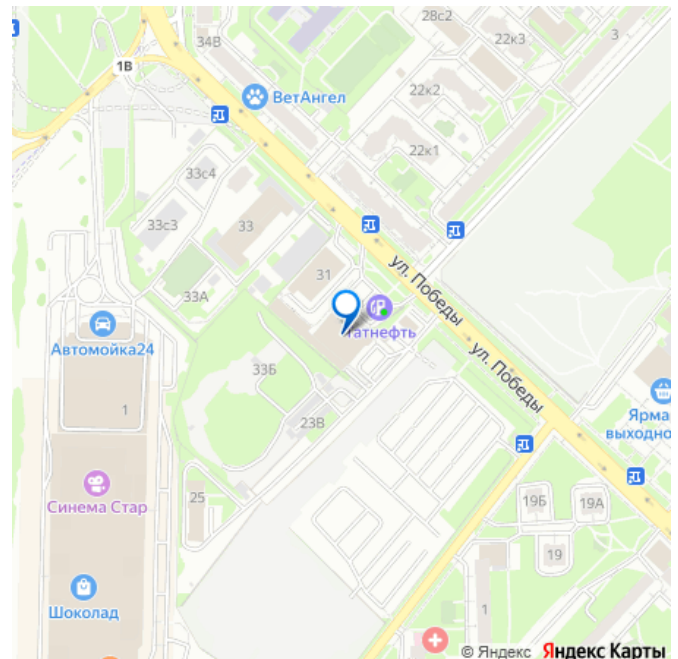 28с2
34В
22к3
3
1В
ВетАнгел
22к2
22к1
33с4
33с3
33
31
ул. Победы
33А
Татнефть
Автомойка24
ул. Победы
33Б
1
23В
Ярма
выходно
Синема Стар
25
19Б
19А
19
Шоколад
1
© Яндекс Яндекс Карты